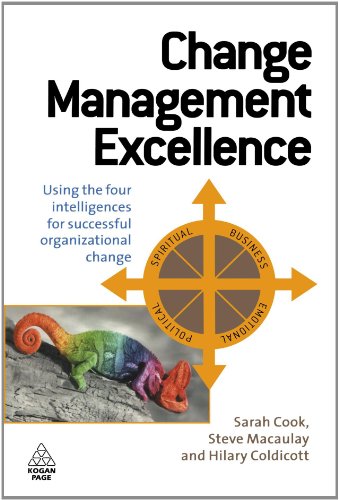 Change
Management
Excellence
Using the four
intelligences
for successful
organizational
change
SPIRITUAL
BUSINESS
POLITICAL
EMOTIONAL
Sarah Cook,
Steve Macaulay
and Hilary Coldicott
KOGAN
PAGE